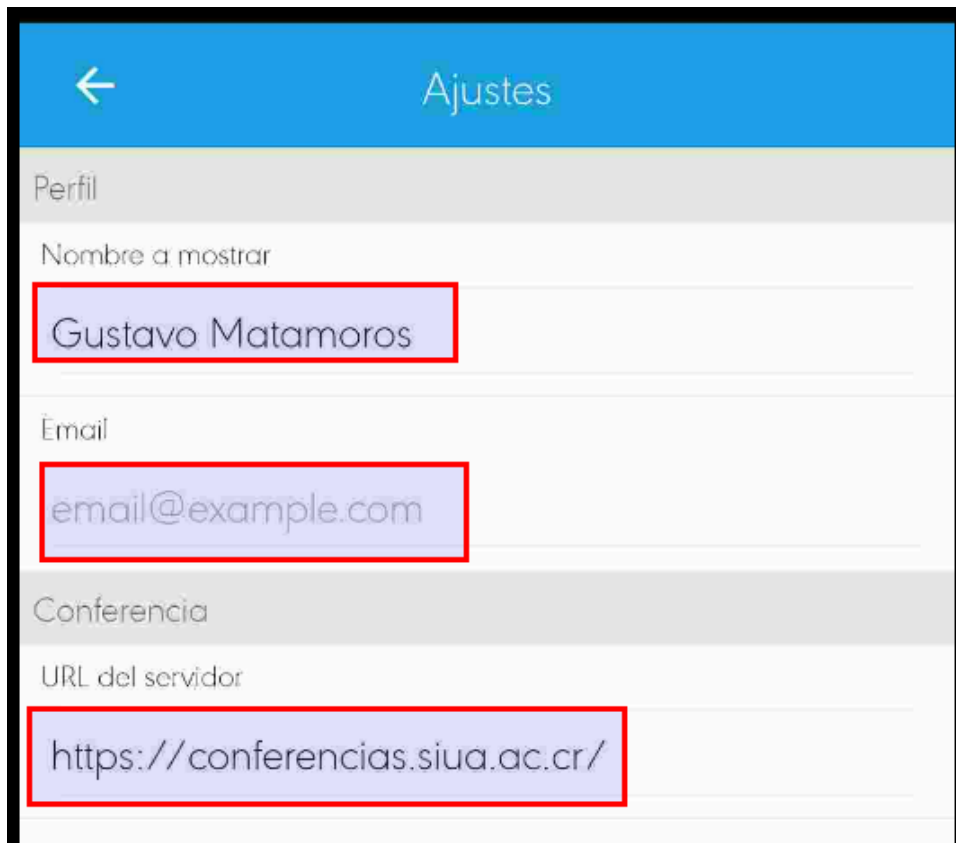 Ajustes
Perfil
Nombre a mostrar
Gustavo Matamoros
Email
email@example.com
Conferencia
URL del servidor
https://conferencias.siua.ac.cr/